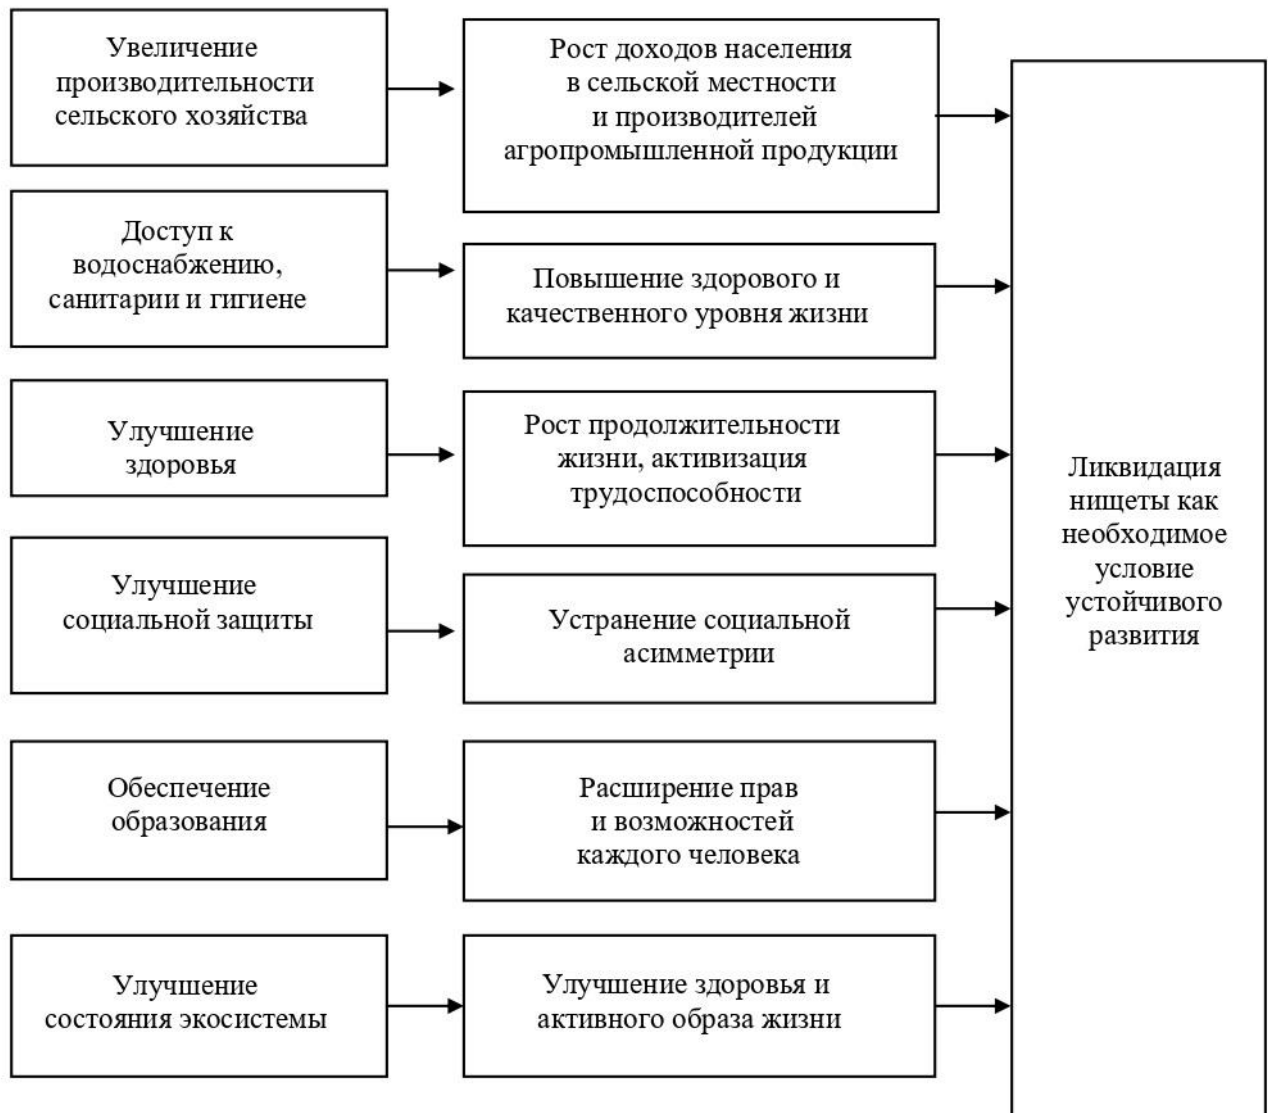 Увеличение
производительности
сельского хозяйства
Рост доходов населения
в сельской местности
и производителей
агропромышленной продукции
Доступ к
водоснабжению,
санитарии и гигиене
Повышение здорового и
качественного уровня жизни
Улучшение
здоровья
Рост продолжительности
жизни, активизация
трудоспособности
Улучшение
социальной защиты
Устранение социальной
асимметрии
Обеспечение
образования
Расширение прав
и возможностей
каждого человека
Улучшение
состояния экосистемы
Улучшение здоровья и
активного образа жизни
Ликвидация
нищеты как
необходимое
условие
устойчивого
развития